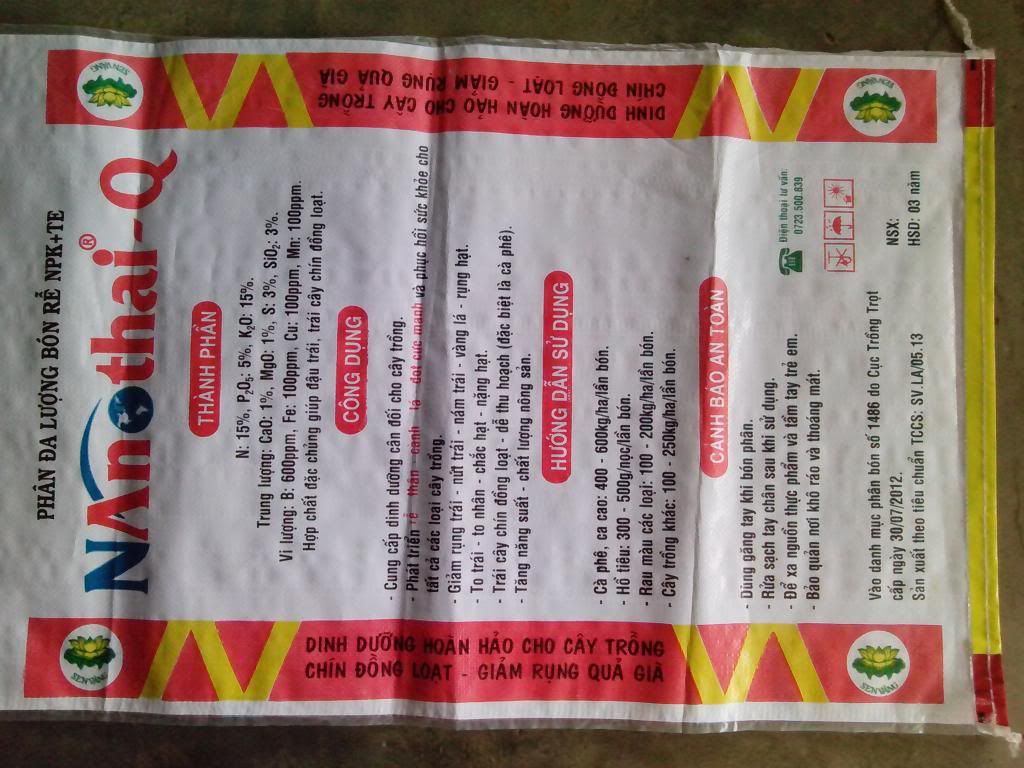 PHÂN ĐA LƯỢNG BÓN RỄ NPK+TE
NAnothai-Q®
THÀNH PHẦN
N: 15%, P₂O₅: 5%, K₂O: 15%.
Trung lượng: CaO: 1%, MgO: 1%, S: 3%, SiO₂: 3%.
Vi lượng: B: 600ppm, Fe: 100ppm, Cu: 100ppm, Mn: 100ppm.
Hợp chất đặc chủng giúp đậu trái, trái cây chín đồng loạt.
CÔNG DỤNG
- Cung cấp dinh dưỡng cân đối cho cây trồng.
- Phát triển rễ - thân - cành - lá - đọt cực mạnh và phục hồi sức khỏe cho
tất cả các loại cây trồng.
- Giảm rụng trái - nứt trái - nám trái - vàng lá - rụng hạt.
- To trái - to nhân - chắc hạt - nặng hạt.
- Trái cây chín đồng loạt - dễ thu hoạch (đặc biệt là cà phê).
- Tăng năng suất - chất lượng nông sản.
HƯỚNG DẪN SỬ DỤNG
- Cà phê, ca cao: 400 - 600kg/ha/lần bón.
- Hồ tiêu: 300 - 500g/nọc/lần bón.
- Rau màu các loại: 100 - 200kg/ha/lần bón.
- Cây trồng khác: 100 - 250kg/ha/lần bón.
CẢNH BÁO AN TOÀN
- Dùng găng tay khi bón phân.
- Rửa sạch tay chân sau khi sử dụng.
- Để xa nguồn thực phẩm và tầm tay trẻ em.
- Bảo quản nơi khô ráo và thoáng mát.
Điện thoại tư vấn:
0723.500.839
Vào danh mục phân bón số 1486 do Cục Trồng Trọt
cấp ngày 30/07/2012.
Sản xuất theo tiêu chuẩn TCCS: SV.LA/05.13
NSX:
HSD: 03 năm
SEN VÀNG
DINH DƯỠNG HOÀN HẢO CHO CÂY TRỒNG
CHÍN ĐỒNG LOẠT - GIẢM RỤNG QUẢ GIÀ
SEN VÀNG
SEN VÀNG
DINH DƯỠNG HOÀN HẢO CHO CÂY TRỒNG
CHÍN ĐỒNG LOẠT - GIẢM RỤNG QUẢ GIÀ
SEN VÀNG